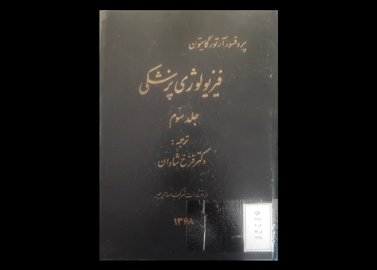 پروفسور آرتور گایتون
فیزیولوژی پزشکی
جلد سوم
ترجمه:
دکتر فرخ شادان
۱۳۶۸